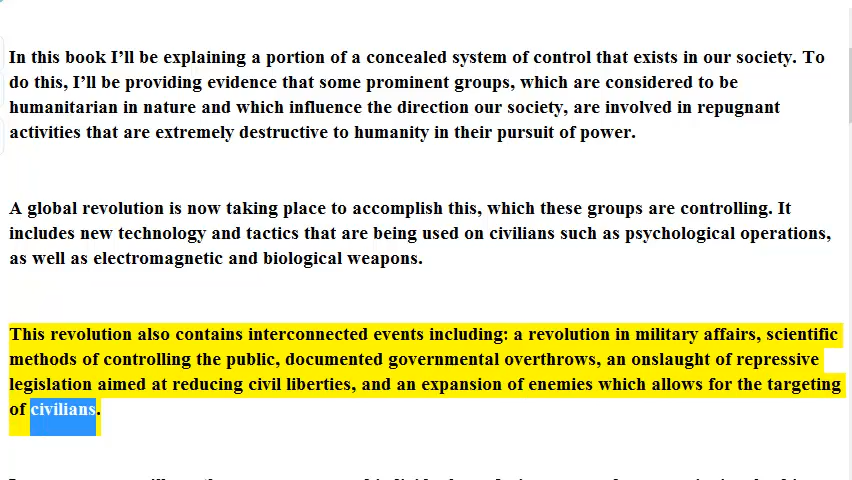 In this book I’ll be explaining a portion of a concealed system of control that exists in our society. To
do this, I’ll be providing evidence that some prominent groups, which are considered to be
humanitarian in nature and which influence the direction our society, are involved in repugnant
activities that are extremely destructive to humanity in their pursuit of power.
A global revolution is now taking place to accomplish this, which these groups are controlling. It
includes new technology and tactics that are being used on civilians such as psychological operations,
as well as electromagnetic and biological weapons.
This revolution also contains interconnected events including: a revolution in military affairs, scientific
methods of controlling the public, documented governmental overthrows, an onslaught of repressive
legislation aimed at reducing civil liberties, and an expansion of enemies which allows for the targeting
of civilians.